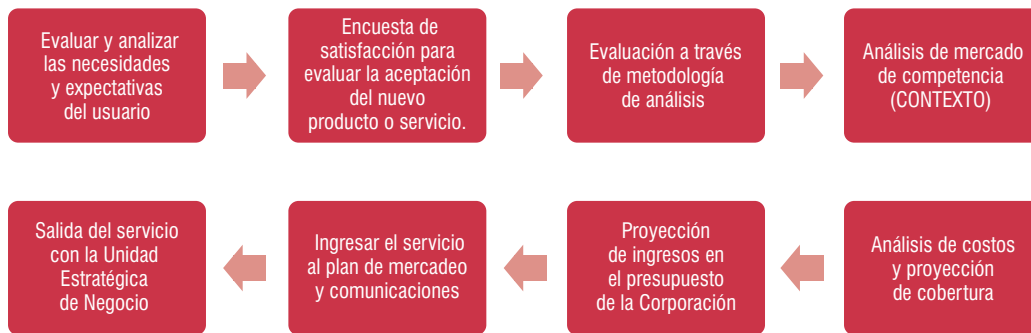 Evaluar y analizar
las necesidades
y expectativas
del usuario
Encuesta de
satisfacción para
evaluar la aceptación
del nuevo
producto o servicio.
Evaluación a través
de metodología
de análisis
Análisis de mercado
de competencia
(CONTEXTO)
Análisis de costos
y proyección
de cobertura
Proyección
de ingresos en
el presupuesto
de la Corporación
Ingresar el servicio
al plan de mercadeo
y comunicaciones
Salida del servicio
con la Unidad
Estratégica
de Negocio